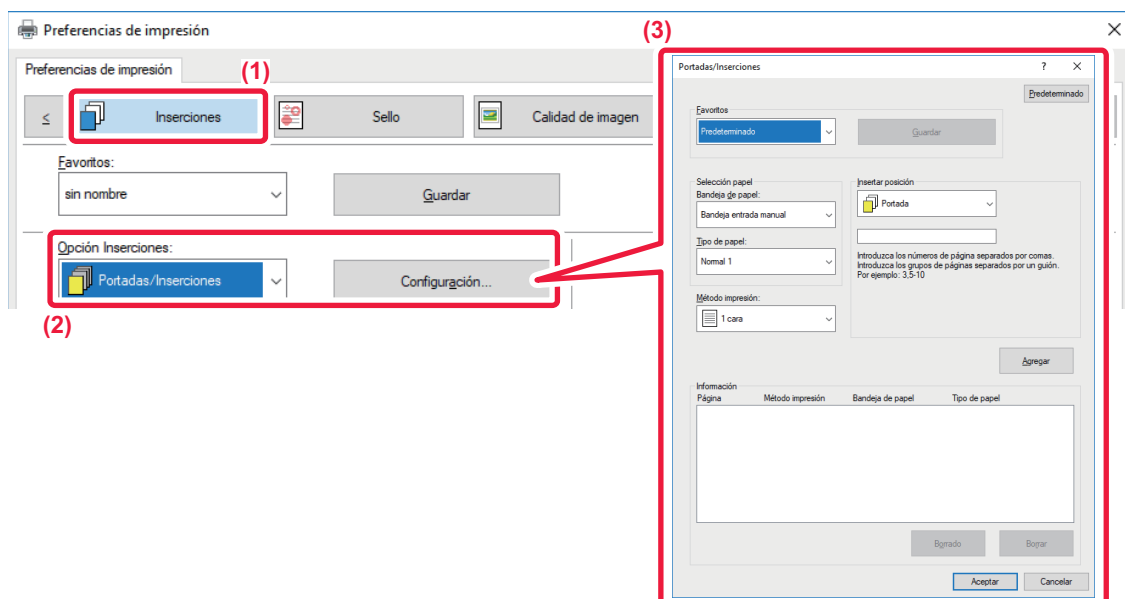 Preferencias de impresión
Preferencias de impresión
(1)
<
Inserciones
Sello
Calidad de imagen
Favoritos:
sin nombre
Guardar
Opción Inserciones:
Portadas/Inserciones
Configuración...
(2)
(3)
Portadas/Inserciones
?
Predeterminado
Favoritos
Predeterminado
Guardar
Selección papel
Bandeja de papel:
Bandeja entrada manual
Tipo de papel:
Normal 1
Método impresión:
1 cara
Insertar posición
Portada
Introduzca los números de página separados por comas.
Introduzca los grupos de páginas separados por un guión.
Por ejemplo: 3,5-10
Agregar
Información
Página Método impresión Bandeja de papel Tipo de papel
Borrado
Borrar
Aceptar
Cancelar